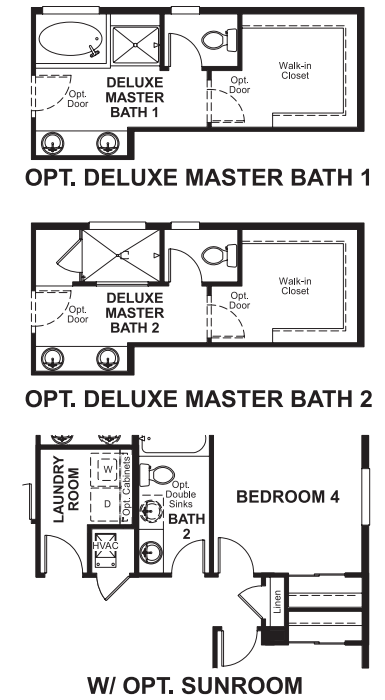 DELUXE
MASTER
BATH 1
Opt.
Door
Opt.
Door
Walk-in
Closet
OPT. DELUXE MASTER BATH 1
DELUXE
MASTER
BATH 2
Opt.
Door
Opt.
Door
Walk-in
Closet
OPT. DELUXE MASTER BATH 2
LAUNDRY
ROOM
W
D
Opt. Cabinets
HVAC
Opt.
Double
Sinks
BATH
2
BEDROOM 4
Linen
W/ OPT. SUNROOM